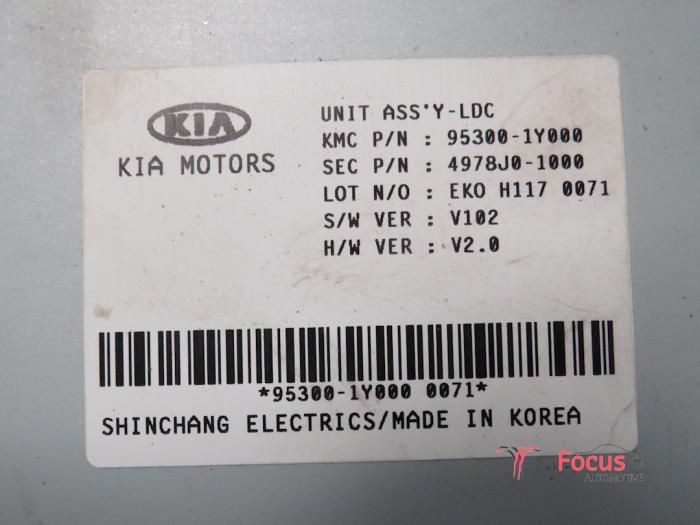 KIA
KIA MOTORS
UNIT ASS'Y-LDC
KMC P/N : 95300-1Y000
SEC P/N : 4978J0-1000
LOT N/O : EKO H117 0071
S/W VER : V102
H/W VER : V2.0
*95300-1Y000 0071*
SHINCHANG ELECTRICS/MADE IN KOREA
Focus
AUTOMOTIVE